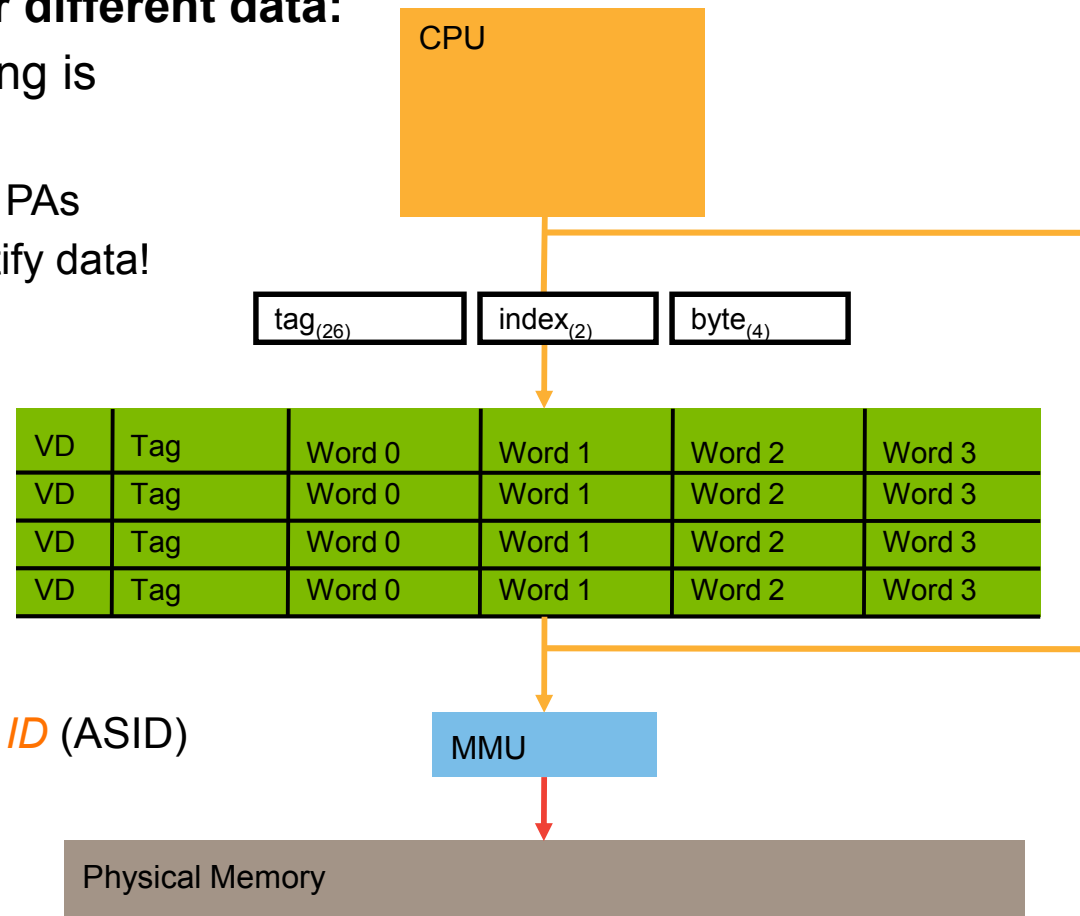 r different data:
ng is
PAs
tify data!
ID (ASID)
CPU
tag(26) index(2) byte(4)
VD Tag Word 0 Word 1 Word 2 Word 3
VD Tag Word 0 Word 1 Word 2 Word 3
VD Tag Word 0 Word 1 Word 2 Word 3
VD Tag Word 0 Word 1 Word 2 Word 3
MMU
Physical Memory